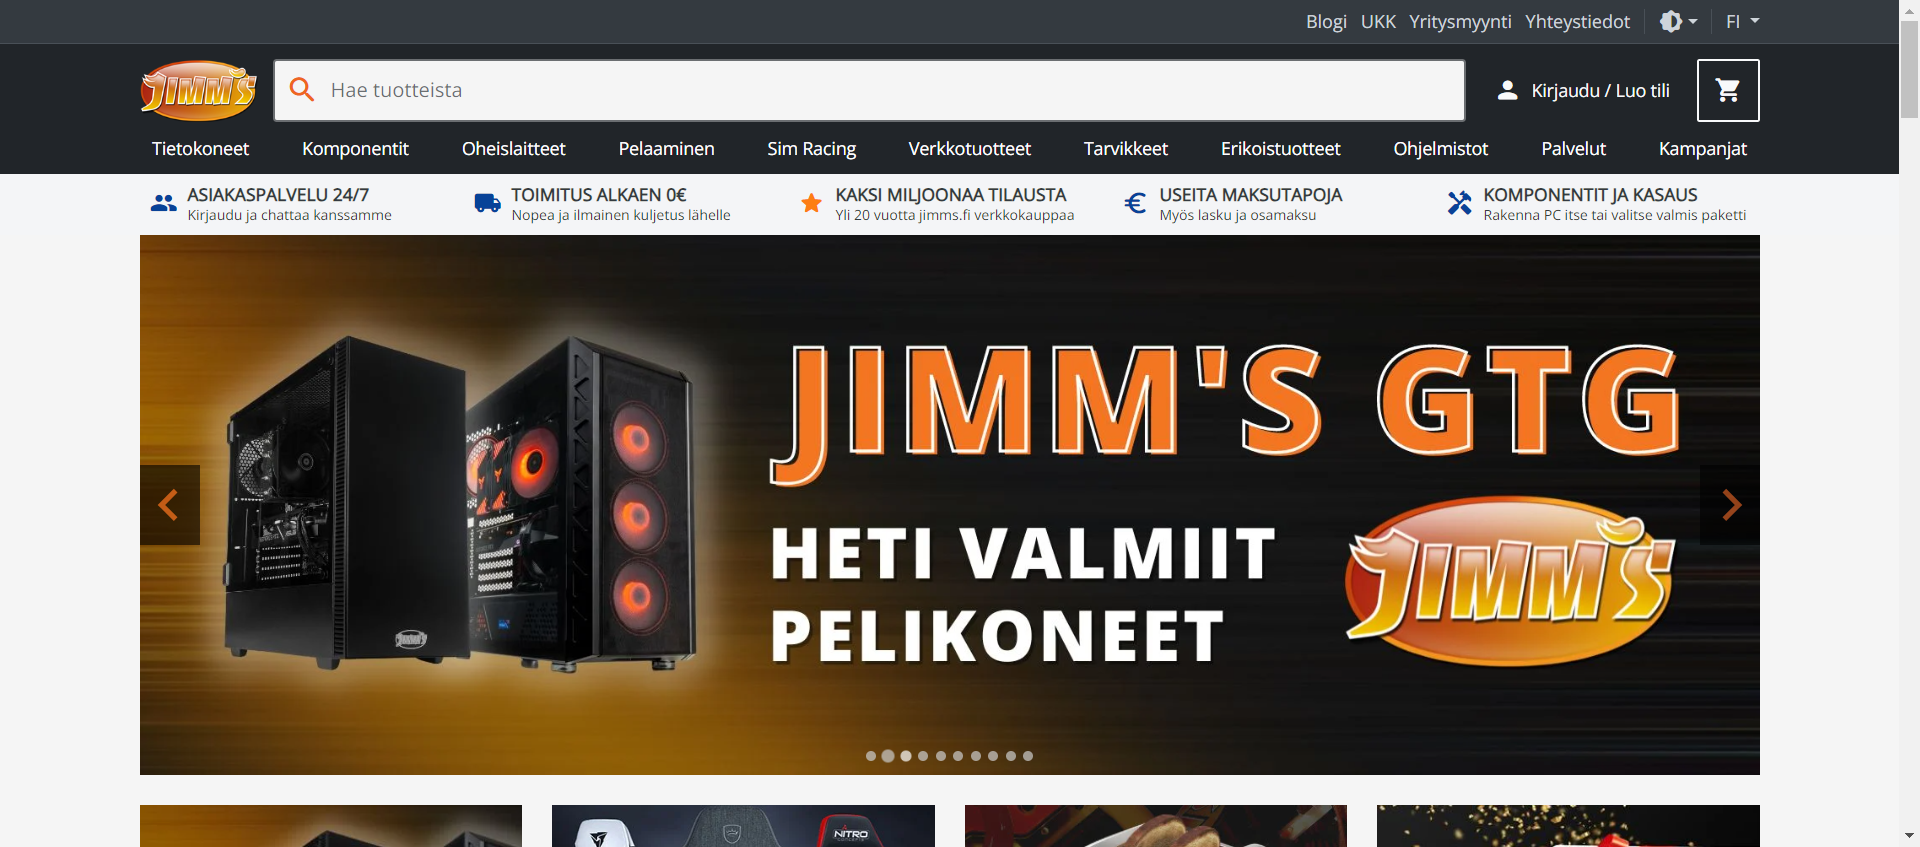 Blogi UKK Yritysmyynti Yhteystiedot FI
JIMM'S
Hae tuotteista
Kirjaudu / Luo tili
Tietokoneet Komponentit Oheislaitteet Pelaaminen Sim Racing Verkkotuotteet Tarvikkeet Erikoistuotteet Ohjelmistot Palvelut Kampanjat
ASIAKASPALVELU 24/7
Kirjaudu ja chattaa kanssamme
TOIMITUS ALKAEN 0€
Nopea ja ilmainen kuljetus lähelle
KAKSI MILJOONAA TILAUSTA
Yli 20 vuotta jimms.fi verkkokauppaa
USEITA MAKSUTAPOJA
Myös lasku ja osamaksu
KOMPONENTIT JA KASAUS
Rakenna PC itse tai valitse valmis paketti
JIMM'S GTG
HETI VALMIIT
PELIKONEET
JIMM'S
JIMM'S
NITRO